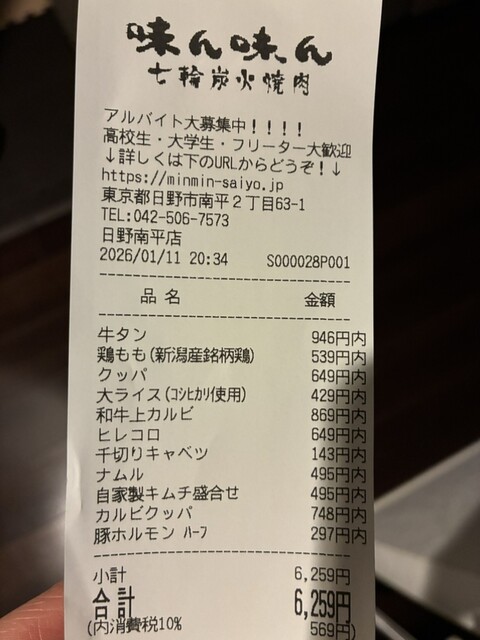 味ん味ん
七輪炭火焼肉
アルバイト大募集中！！！！
高校生・大学生・フリーター大歓迎
↓詳しくは下のURLからどうぞ！↓
https://minmin-saiyo.jp
東京都日野市南平２丁目63-1
TEL:042-506-7573
日野南平店
2026/01/11 20:34 S000028P001
品 名 金額
牛タン 946円内
鶏もも(新潟産銘柄鶏) 539円内
クッパ 649円内
大ライス(ｺｼﾋｶﾘ使用) 429円内
和牛上カルビ 869円内
ヒレコロ 649円内
千切りキャベツ 143円内
ナムル 495円内
自家製キムチ盛合せ 495円内
カルビクッパ 748円内
豚ホルモン ﾊｰﾌ 297円内
小計 6,259円
合計 6,259円
(内消費税10% 569円)